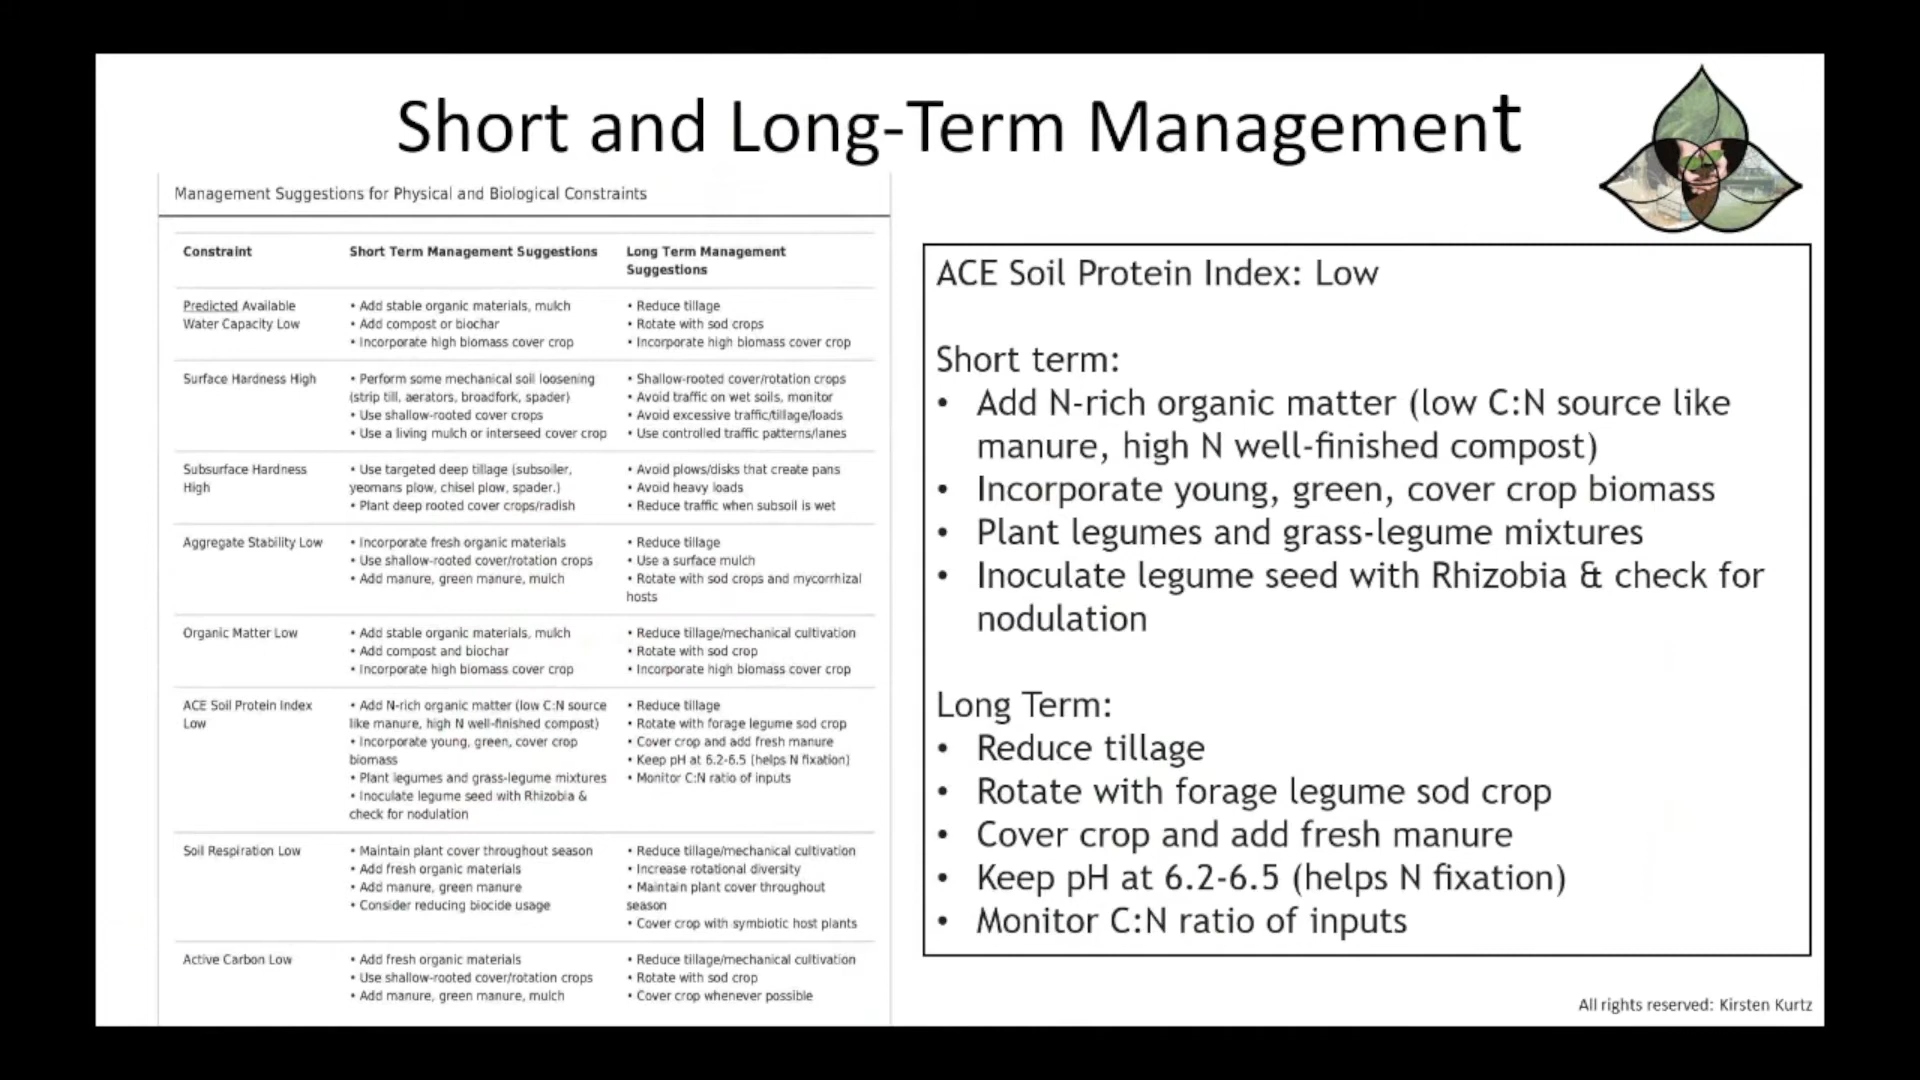 Short and Long-Term Management
Management Suggestions for Physical and Biological Constraints
Constraint
Short Term Management Suggestions
Long Term Management
Suggestions
Predicted Available
Water Capacity Low
• Add stable organic materials, mulch
• Add compost or biochar
• Incorporate high biomass cover crop
• Reduce tillage
• Rotate with sod crops
• Incorporate high biomass cover crop
Surface Hardness High
• Perform some mechanical soil loosening
(strip till, aerators, broadfork, spader)
• Use shallow-rooted cover crops
• Use a living mulch or interseed cover crop
• Shallow-rooted cover/rotation crops
• Avoid traffic on wet soils, monitor
• Avoid excessive traffic/tillage/loads
• Use controlled traffic patterns/lanes
Subsurface Hardness
High
• Use targeted deep tillage (subsoiler,
yeomans plow, chisel plow, spader.)
• Plant deep rooted cover crops/radish
• Avoid plows/disks that create pans
• Avoid heavy loads
• Reduce traffic when subsoil is wet
Aggregate Stability Low
• Incorporate fresh organic materials
• Use shallow-rooted cover/rotation crops
• Add manure, green manure, mulch
• Reduce tillage
• Use a surface mulch
• Rotate with sod crops and mycorrhizal
hosts
Organic Matter Low
• Add stable organic materials, mulch
• Add compost and biochar
• Incorporate high biomass cover crop
• Reduce tillage/mechanical cultivation
• Rotate with sod crop
• Incorporate high biomass cover crop
ACE Soil Protein Index
Low
• Add N-rich organic matter (low C:N source
like manure, high N well-finished compost)
• Incorporate young, green, cover crop
biomass
• Plant legumes and grass-legume mixtures
• Inoculate legume seed with Rhizobia &
check for nodulation
• Reduce tillage
• Rotate with forage legume sod crop
• Cover crop and add fresh manure
• Keep pH at 6.2-6.5 (helps N fixation)
• Monitor C:N ratio of inputs
Soil Respiration Low
• Maintain plant cover throughout season
• Add fresh organic materials
• Add manure, green manure
• Consider reducing biocide usage
• Reduce tillage/mechanical cultivation
• Increase rotational diversity
• Maintain plant cover throughout
season
• Cover crop with symbiotic host plants
Active Carbon Low
• Add fresh organic materials
• Use shallow-rooted cover/rotation crops
• Add manure, green manure, mulch
• Reduce tillage/mechanical cultivation
• Rotate with sod crop
• Cover crop whenever possible
ACE Soil Protein Index: Low
Short term:
• Add N-rich organic matter (low C:N source like
manure, high N well-finished compost)
• Incorporate young, green, cover crop biomass
• Plant legumes and grass-legume mixtures
• Inoculate legume seed with Rhizobia & check for
nodulation
Long Term:
• Reduce tillage
• Rotate with forage legume sod crop
• Cover crop and add fresh manure
• Keep pH at 6.2-6.5 (helps N fixation)
• Monitor C:N ratio of inputs
All rights reserved: Kirsten Kurtz